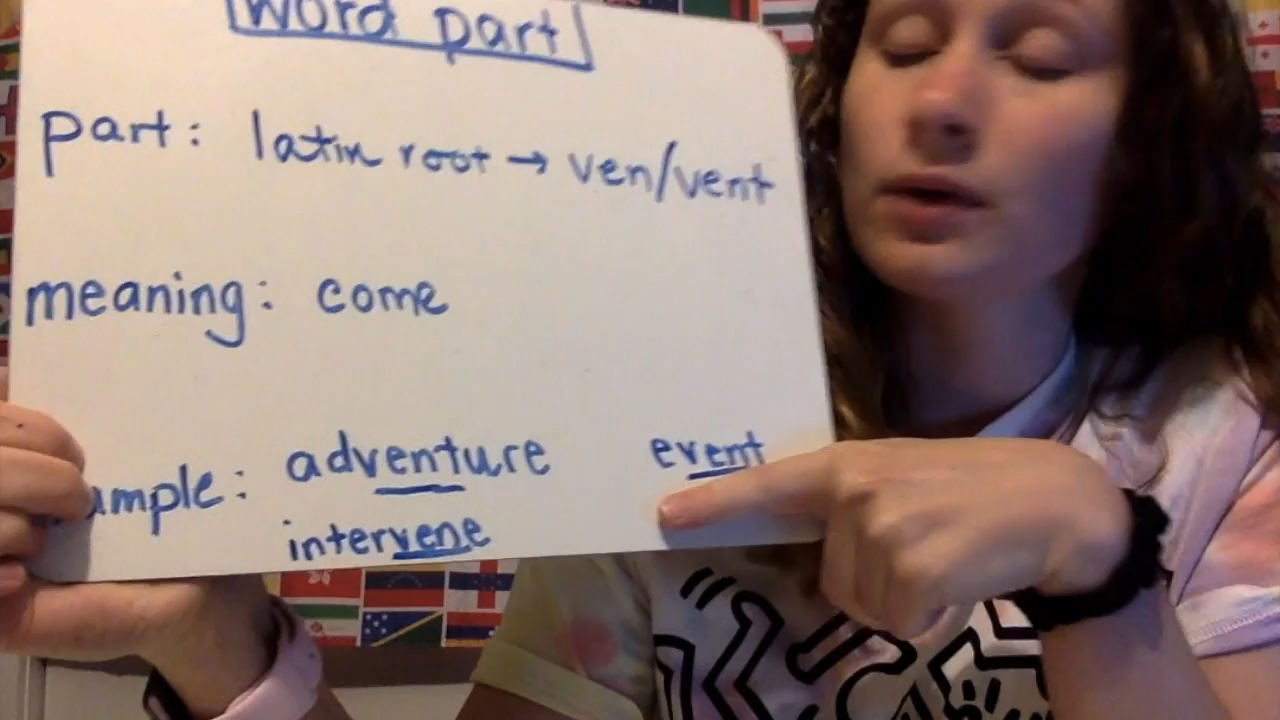 word part
part: latin root → ven/vent
meaning: come
ample: adventure event
intervene